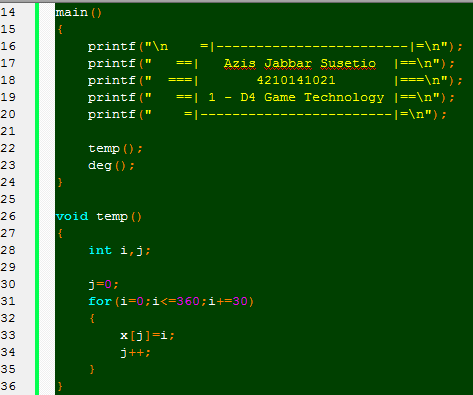 14 main()
15 {
16     printf("\n    =|------------------------|=\n");
17     printf("   ==|   Azis Jabbar Susetio  |==\n");
18     printf("  ===|       4210141021       |===\n");
19     printf("   ==| 1 - D4 Game Technology |==\n");
20     printf("    =|------------------------|=\n");
21
22     temp();
23     deg();
24 }
25
26 void temp()
27 {
28     int i,j;
29
30     j=0;
31     for(i=0;i<=360;i+=30)
32     {
33         x[j]=i;
34         j++;
35     }
36 }